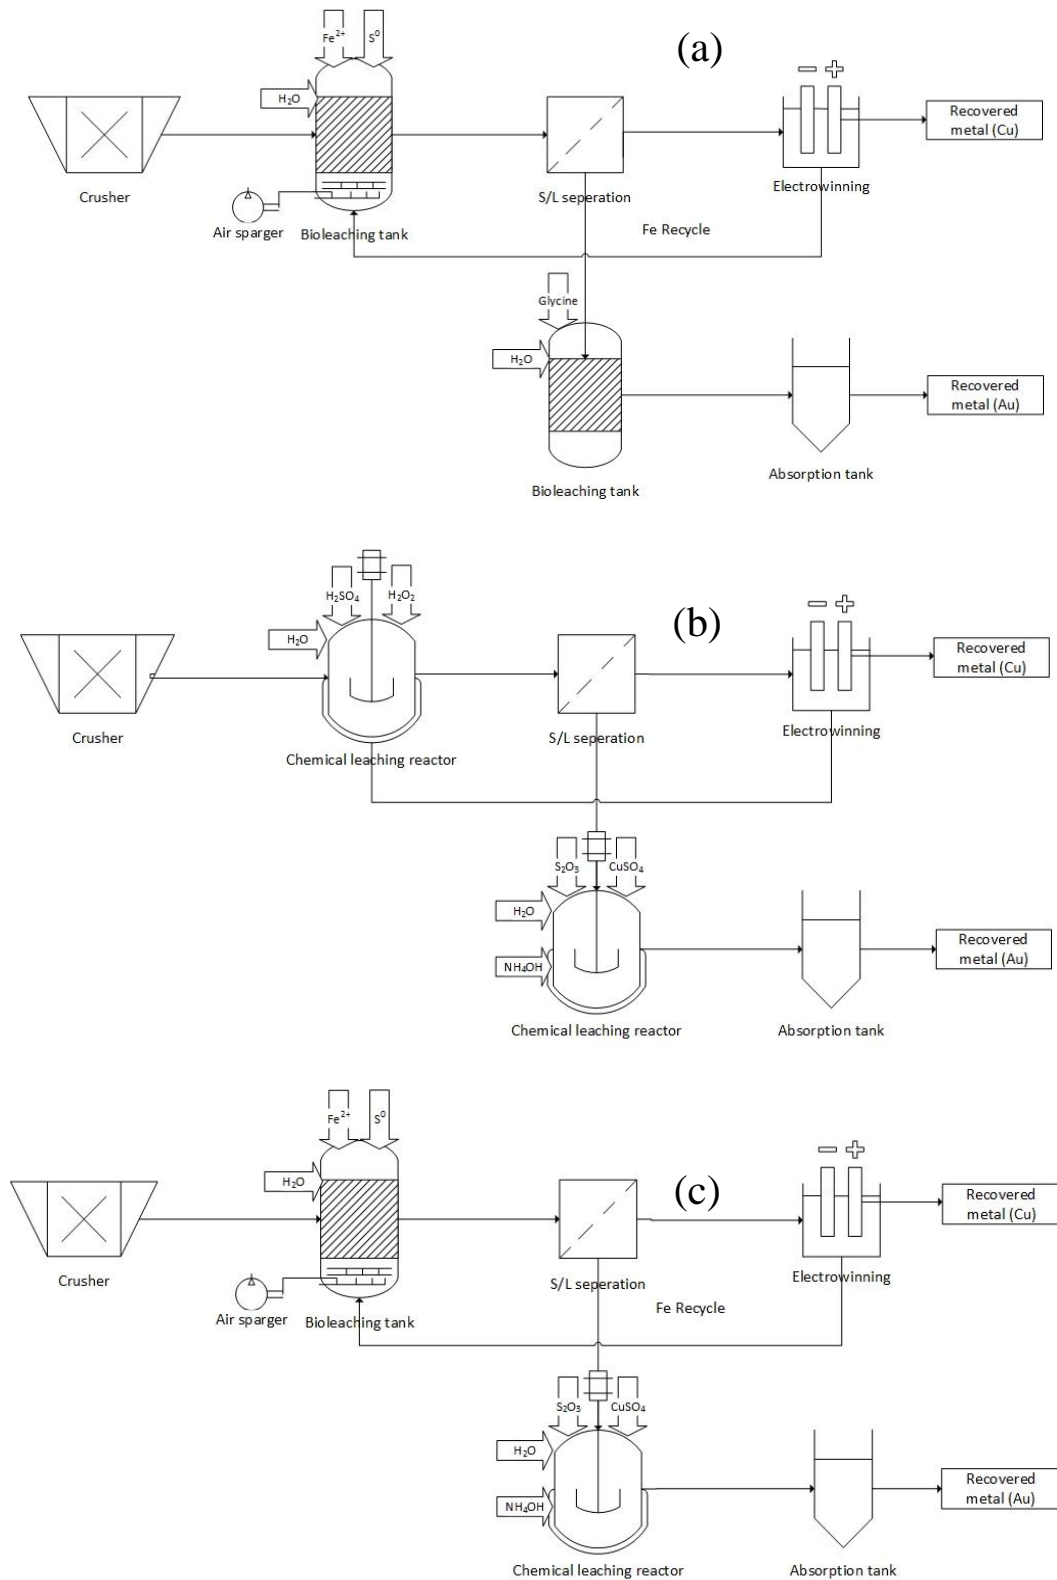 (a)
Fe2+
S0
H2O
Crusher
Air sparger
Bioleaching tank
S/L seperation
Electrowinning
Recovered
metal (Cu)
Fe Recycle
Glycine
H2O
Bioleaching tank
Absorption tank
Recovered
metal (Au)
(b)
H2SO4
H2O2
H2O
Crusher
Chemical leaching reactor
S/L seperation
Electrowinning
Recovered
metal (Cu)
S2O3
CuSO4
H2O
NH4OH
Chemical leaching reactor
Absorption tank
Recovered
metal (Au)
(c)
Fe2+
S0
H2O
Crusher
Air sparger
Bioleaching tank
S/L seperation
Electrowinning
Recovered
metal (Cu)
Fe Recycle
S2O3
CuSO4
H2O
NH4OH
Chemical leaching reactor
Absorption tank
Recovered
metal (Au)